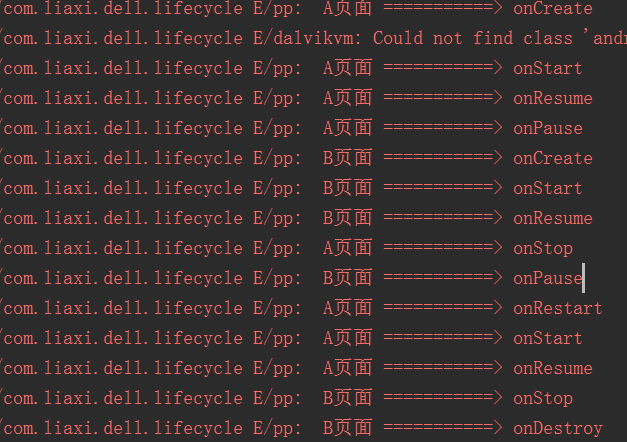 /com.liaxi.dell.lifecycle E/pp: A页面 ===========> onCreate
/com.liaxi.dell.lifecycle E/dalvikvm: Could not find class 'andr
/com.liaxi.dell.lifecycle E/pp: A页面 ===========> onStart
/com.liaxi.dell.lifecycle E/pp: A页面 ===========> onResume
/com.liaxi.dell.lifecycle E/pp: A页面 ===========> onPause
/com.liaxi.dell.lifecycle E/pp: B页面 ===========> onCreate
/com.liaxi.dell.lifecycle E/pp: B页面 ===========> onStart
/com.liaxi.dell.lifecycle E/pp: B页面 ===========> onResume
/com.liaxi.dell.lifecycle E/pp: A页面 ===========> onStop
/com.liaxi.dell.lifecycle E/pp: B页面 ===========> onPause
/com.liaxi.dell.lifecycle E/pp: A页面 ===========> onRestart
/com.liaxi.dell.lifecycle E/pp: A页面 ===========> onStart
/com.liaxi.dell.lifecycle E/pp: A页面 ===========> onResume
/com.liaxi.dell.lifecycle E/pp: B页面 ===========> onStop
/com.liaxi.dell.lifecycle E/pp: B页面 ===========> onDestroy